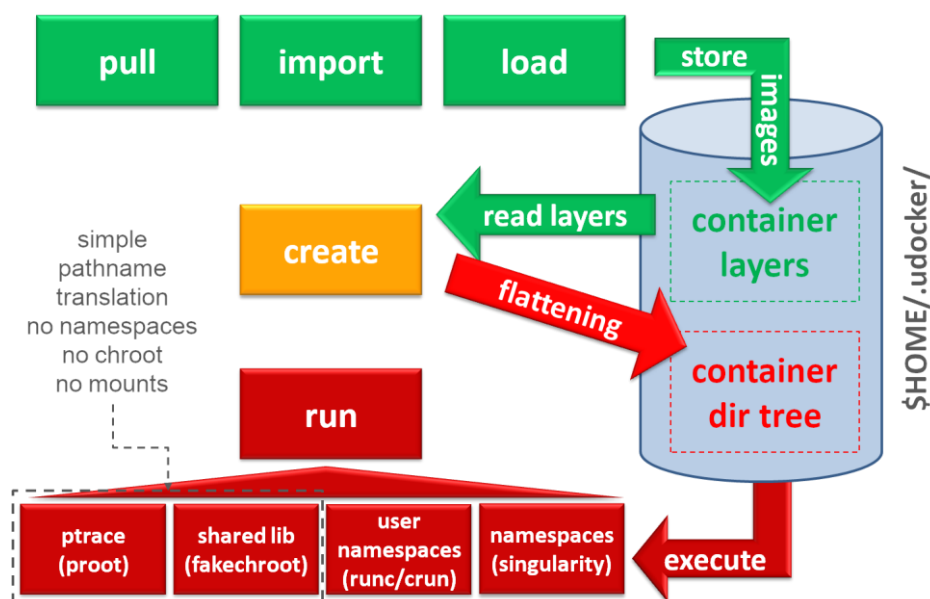 pull
import
load
store
images
read layers
container
layers
create
simple
pathname
translation
no namespaces
no chroot
no mounts
flattening
container
dir tree
$HOME/.udocker/
run
ptrace
(proot)
shared lib
(fakechroot)
user
namespaces
(runc/crun)
namespaces
(singularity)
execute